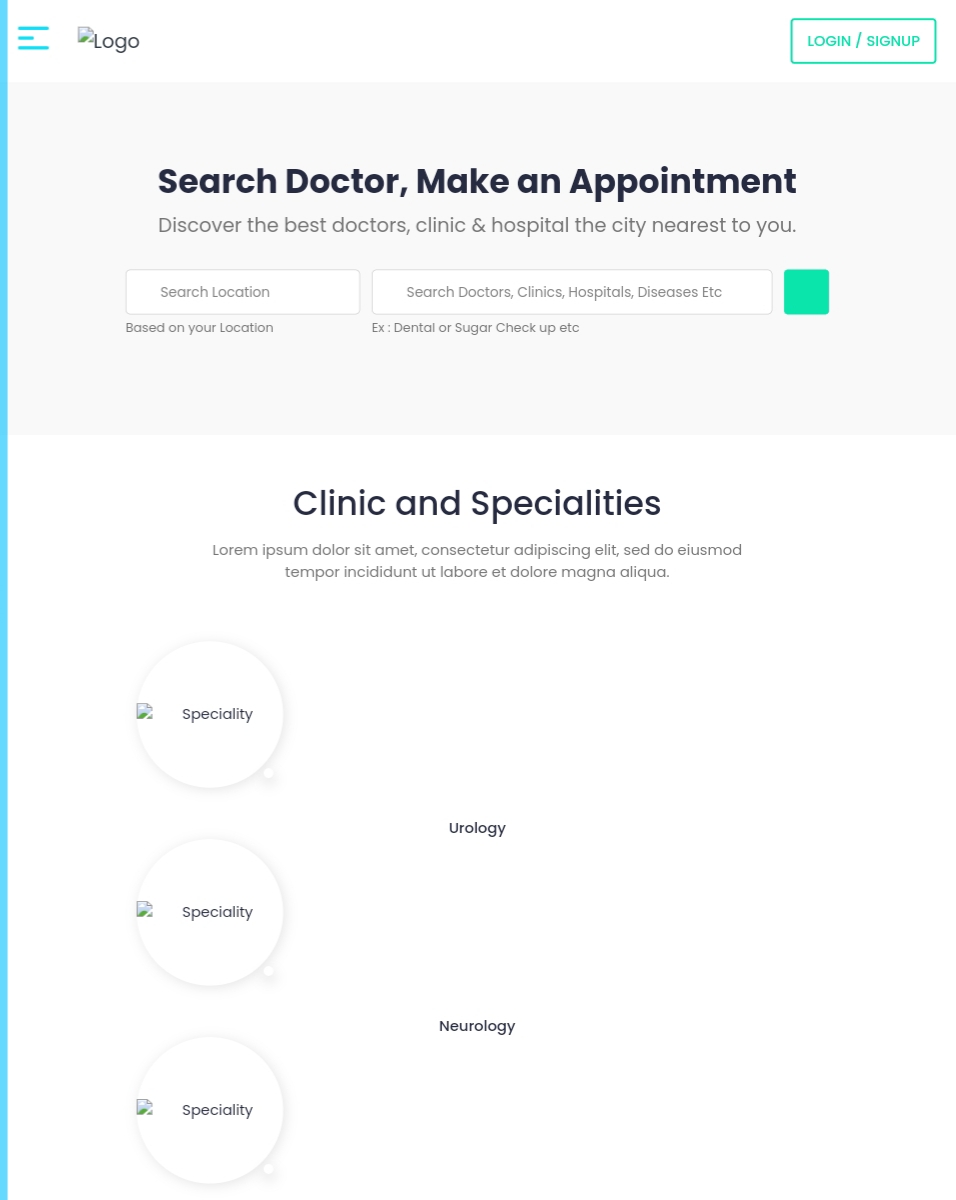 Logo
LOGIN / SIGNUP
Search Doctor, Make an Appointment
Discover the best doctors, clinic & hospital the city nearest to you.
Search Location
Search Doctors, Clinics, Hospitals, Diseases Etc
Based on your Location
Ex : Dental or Sugar Check up etc
Clinic and Specialities
Lorem ipsum dolor sit amet, consectetur adipiscing elit, sed do eiusmod
tempor incididunt ut labore et dolore magna aliqua.
Speciality
Urology
Speciality
Neurology
Speciality